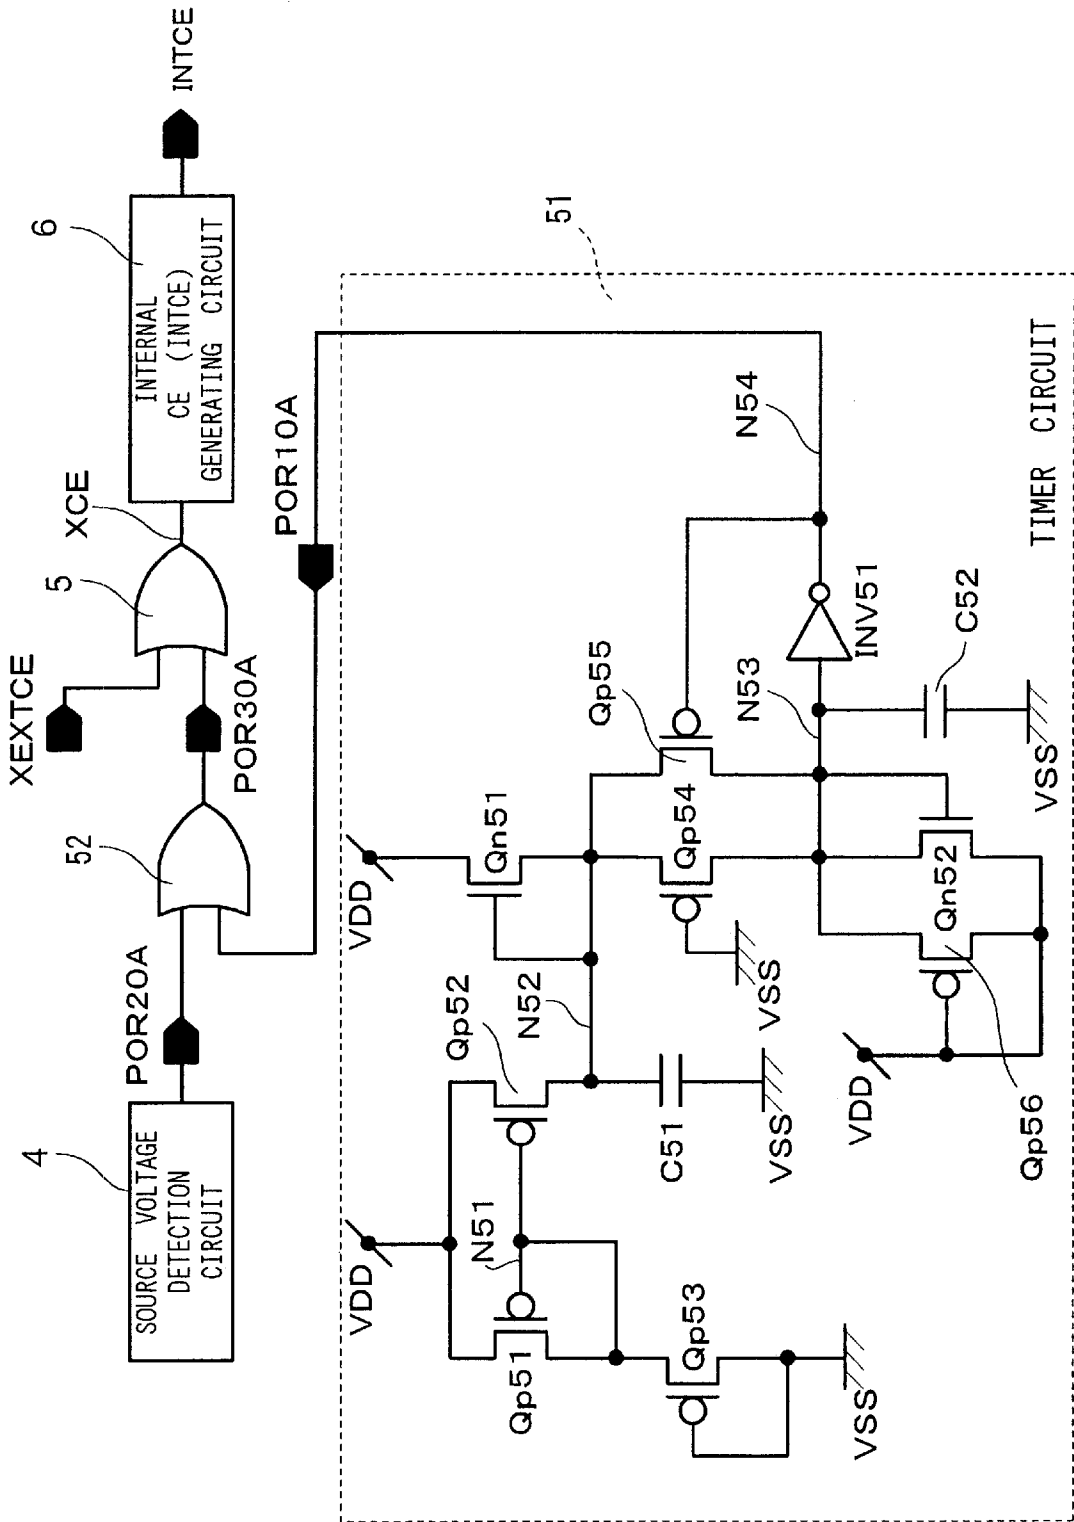 4
SOURCE VOLTAGE
DETECTION
CIRCUIT
POR20A
52
XEXTCE
POR30A
5
XCE
6
INTERNAL
CE (INTCE)
GENERATING CIRCUIT
INTCE
POR10A
51
VDD
Qp51
N51
Qp52
Qp53
VSS
C51
VSS
N52
VDD
Qn51
Qp54
VSS
Qp55
VDD
Qp56
Qn52
N53
INV51
C52
VSS
N54
TIMER CIRCUIT